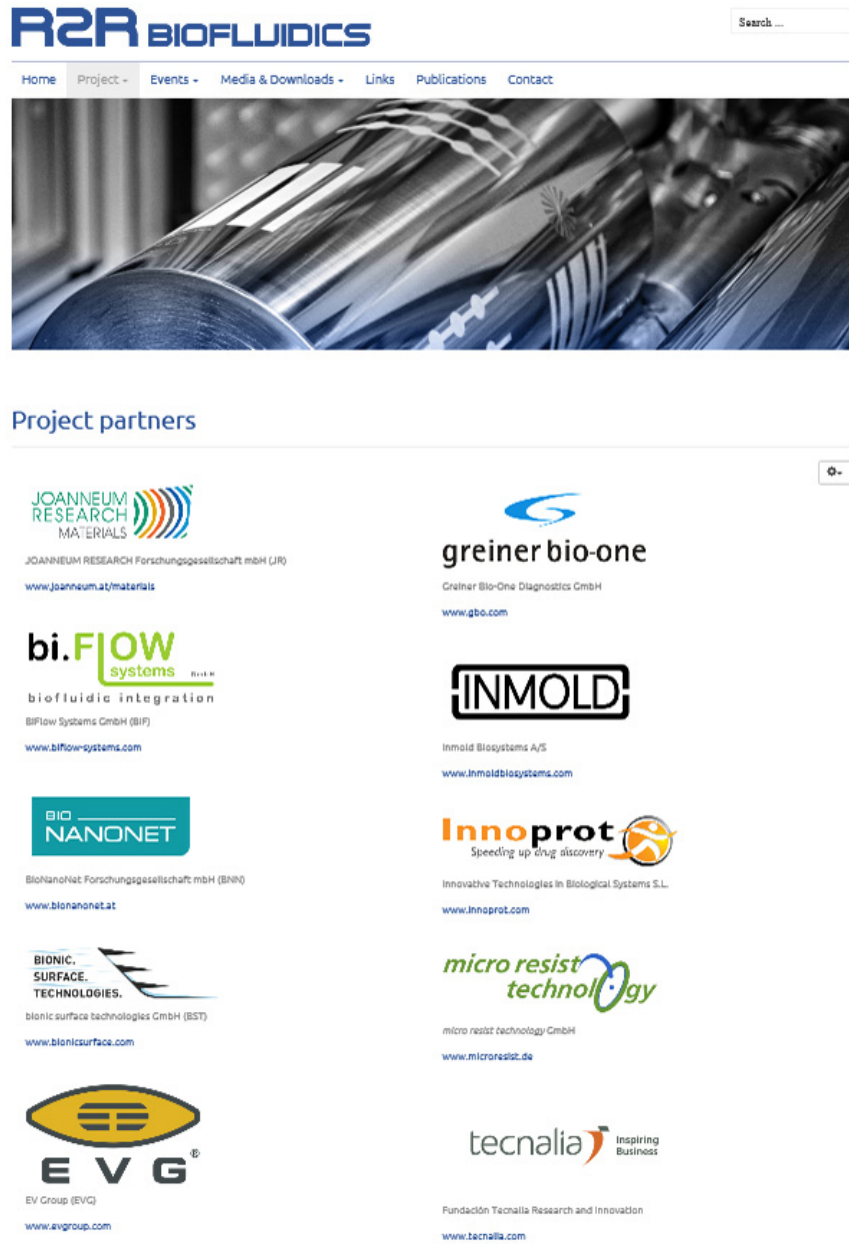 R2R BIOFLUIDICS
Search ...
Home Project Events Media & Downloads Links Publications Contact
Project partners
JOANNEUM
RESEARCH
MATERIALS
JOANNEUM RESEARCH Forschungsgesellschaft mbH (JR)
www.joanneum.at/materials
bi.FLOW
systems GmbH
biofluidic integration
BiFlow Systems GmbH (BIF)
www.biflow-systems.com
BIO
NANONET
BioNanoNet Forschungsgesellschaft mbH (BNN)
www.bionanonet.at
BIONIC.
SURFACE.
TECHNOLOGIES.
bionic surface technologies GmbH (BST)
www.bionicsurface.com
EVG®
EV Group (EVG)
www.evgroup.com
greiner bio-one
Greiner Bio-One Diagnostics GmbH
www.gbo.com
INMOLD
Inmold Biosystems A/S
www.inmoldbiosystems.com
Innoprot
Speeding up drug discovery
Innovative Technologies in Biological Systems S.L.
www.innoprot.com
micro resist
technology
micro resist technology GmbH
www.microresist.de
tecnalia Inspiring
Business
Fundación Tecnalia Research and Innovation
www.tecnalia.com